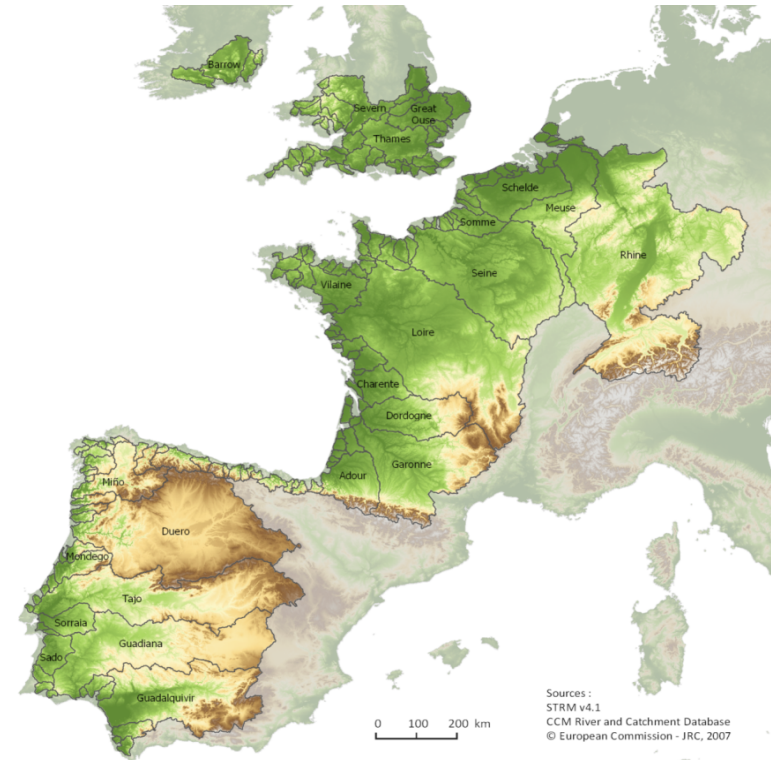 Barrow
Severn
Great
Ouse
Thames
Schelde
Meuse
Somme
Rhine
Seine
Vilaine
Loire
Charente
Dordogne
Garonne
Adour
Miño
Duero
Mondego
Tajo
Sorraia
Guadiana
Sado
Guadalquivir
0 100 200 km
Sources :
STRM v4.1
CCM River and Catchment Database
© European Commission - JRC, 2007